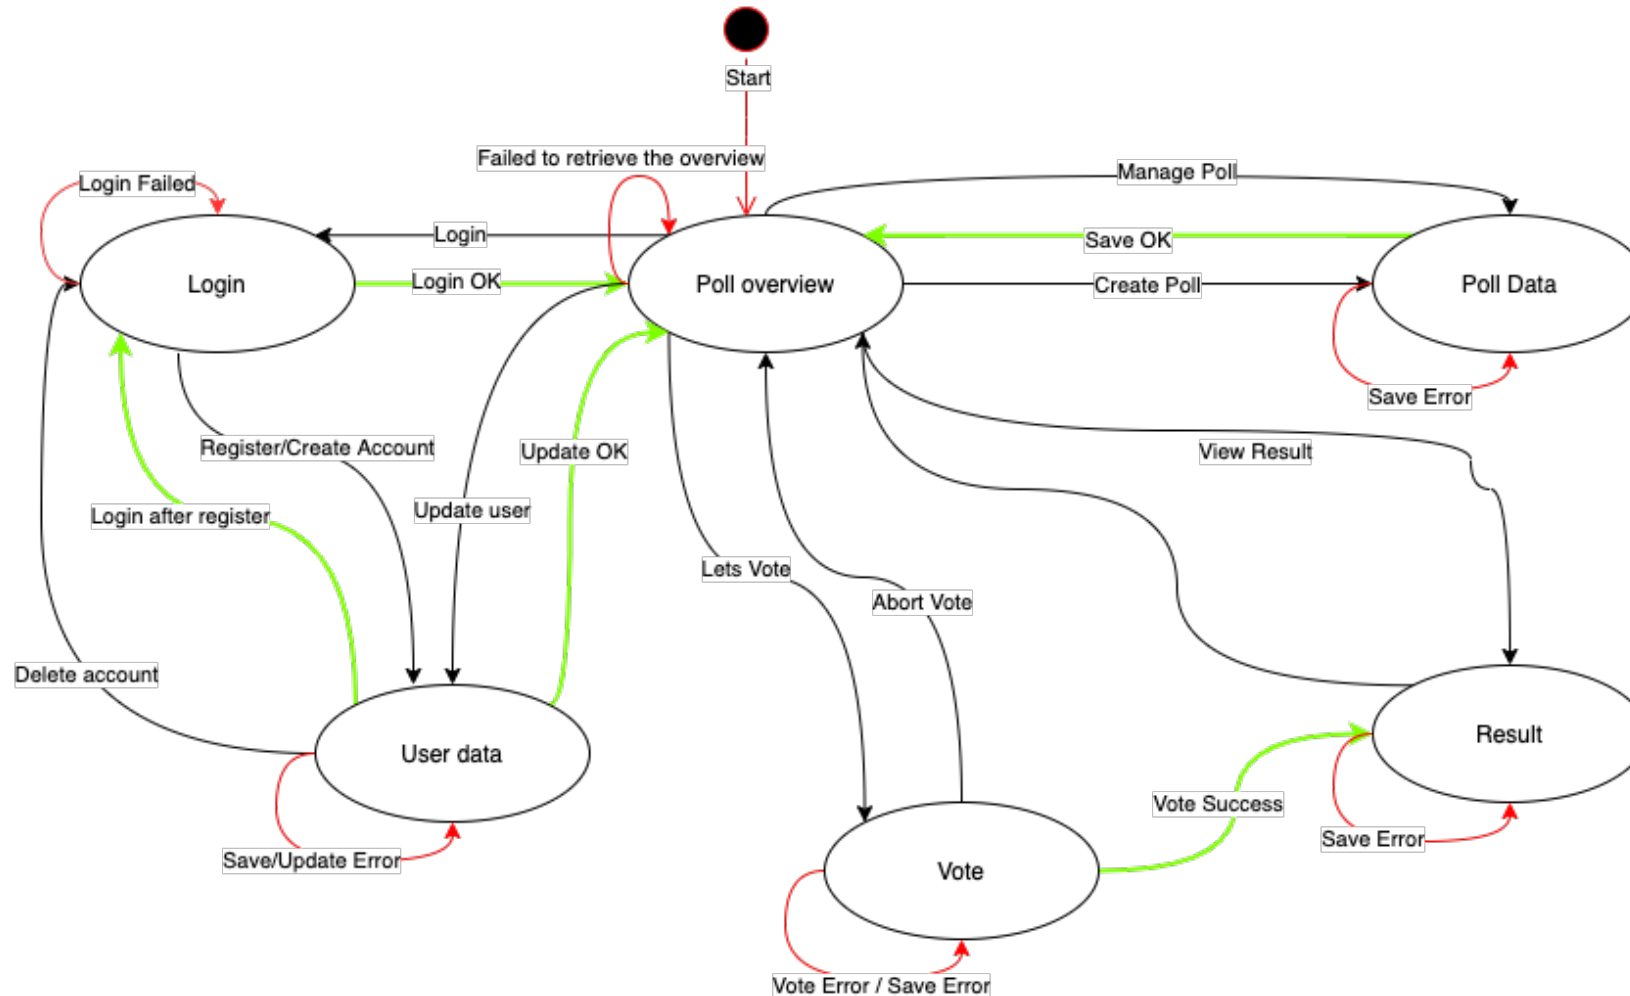 Start
Failed to retrieve the overview
Manage Poll
Login Failed
Login
Save OK
Login
Login OK
Poll overview
Create Poll
Poll Data
Save Error
Register/Create Account
Update OK
View Result
Login after register
Update user
Lets Vote
Abort Vote
Delete account
Result
User data
Vote Success
Save Error
Save/Update Error
Vote
Vote Error / Save Error